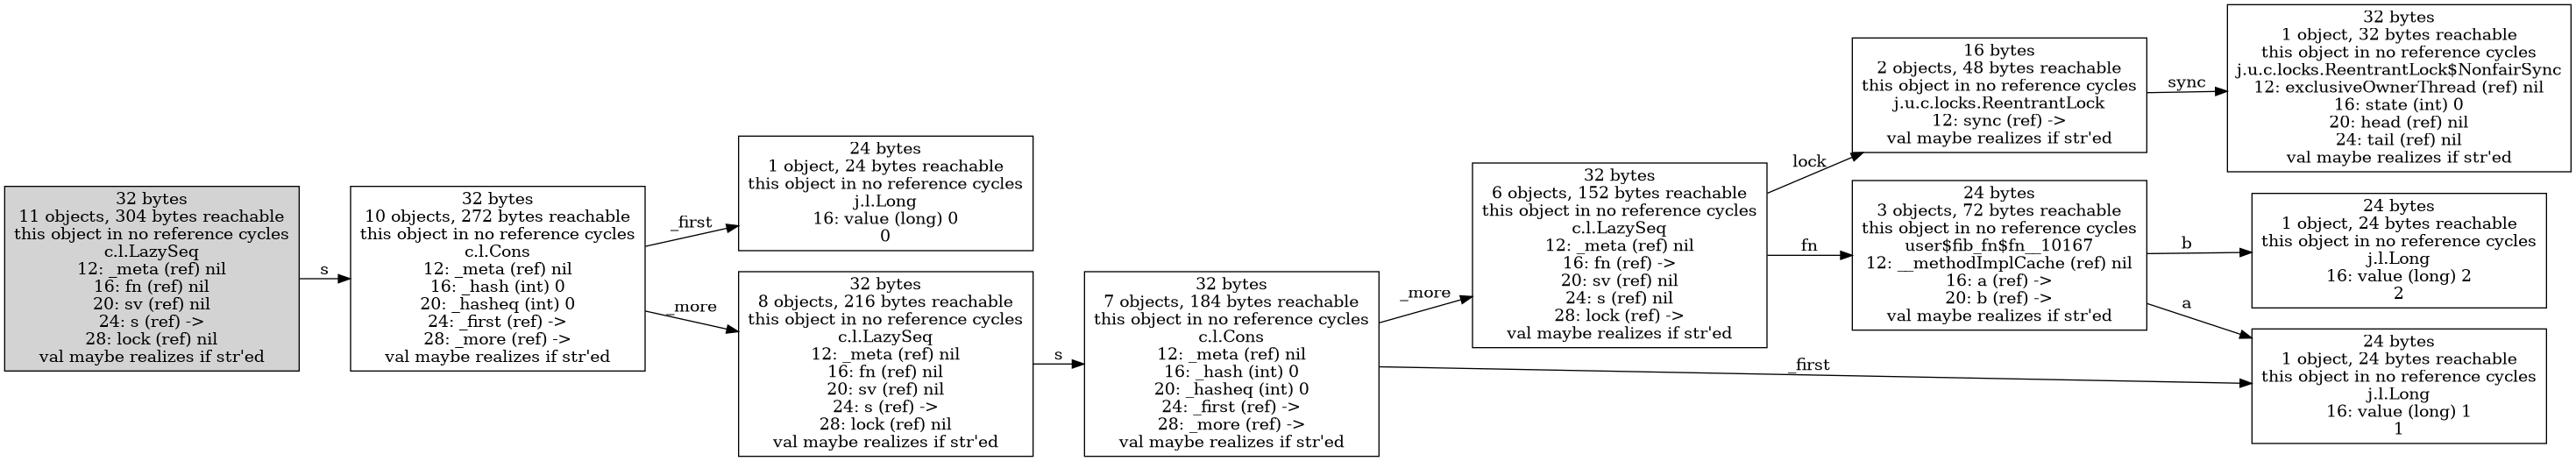 32 bytes
11 objects, 304 bytes reachable
this object in no reference cycles
c.l.LazySeq
12: _meta (ref) nil
16: fn (ref) nil
20: sv (ref) nil
24: s (ref) ->
28: lock (ref) nil
val maybe realizes if str'ed
s
32 bytes
10 objects, 272 bytes reachable
this object in no reference cycles
c.l.Cons
12: _meta (ref) nil
16: _hash (int) 0
20: _hasheq (int) 0
24: _first (ref) ->
28: _more (ref) ->
val maybe realizes if str'ed
_first
_more
24 bytes
1 object, 24 bytes reachable
this object in no reference cycles
j.l.Long
16: value (long) 0
0
32 bytes
8 objects, 216 bytes reachable
this object in no reference cycles
c.l.LazySeq
12: _meta (ref) nil
16: fn (ref) nil
20: sv (ref) nil
24: s (ref) ->
28: lock (ref) nil
val maybe realizes if str'ed
s
32 bytes
7 objects, 184 bytes reachable
this object in no reference cycles
c.l.Cons
12: _meta (ref) nil
16: _hash (int) 0
20: _hasheq (int) 0
24: _first (ref) ->
28: _more (ref) ->
val maybe realizes if str'ed
_more
_first
32 bytes
6 objects, 152 bytes reachable
this object in no reference cycles
c.l.LazySeq
12: _meta (ref) nil
16: fn (ref) ->
20: sv (ref) nil
24: s (ref) nil
28: lock (ref) ->
val maybe realizes if str'ed
lock
fn
16 bytes
2 objects, 48 bytes reachable
this object in no reference cycles
j.u.c.locks.ReentrantLock
12: sync (ref) ->
val maybe realizes if str'ed
sync
24 bytes
3 objects, 72 bytes reachable
this object in no reference cycles
user$fib_fn$fn__10167
12: __methodImplCache (ref) nil
16: a (ref) ->
20: b (ref) ->
val maybe realizes if str'ed
b
a
32 bytes
1 object, 32 bytes reachable
this object in no reference cycles
j.u.c.locks.ReentrantLock$NonfairSync
12: exclusiveOwnerThread (ref) nil
16: state (int) 0
20: head (ref) nil
24: tail (ref) nil
val maybe realizes if str'ed
24 bytes
1 object, 24 bytes reachable
this object in no reference cycles
j.l.Long
16: value (long) 2
2
24 bytes
1 object, 24 bytes reachable
this object in no reference cycles
j.l.Long
16: value (long) 1
1